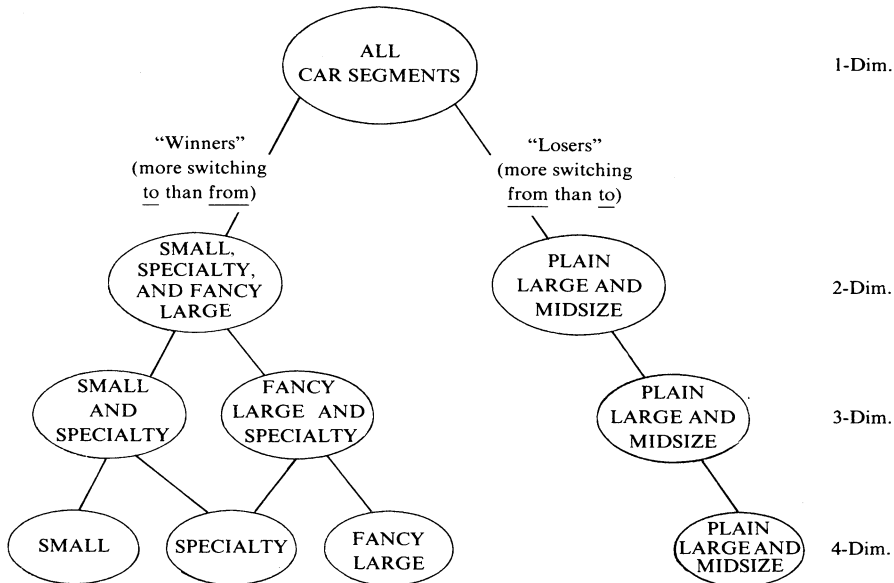 ALL
CAR SEGMENTS
1-Dim.
“Winners”
(more switching
to than from)
“Losers”
(more switching
from than to)
SMALL,
SPECIALTY,
AND FANCY
LARGE
PLAIN
LARGE AND
MIDSIZE
2-Dim.
SMALL
AND
SPECIALTY
FANCY
LARGE AND
SPECIALTY
PLAIN
LARGE AND
MIDSIZE
3-Dim.
SMALL
SPECIALTY
FANCY
LARGE
PLAIN
LARGE AND
MIDSIZE
4-Dim.